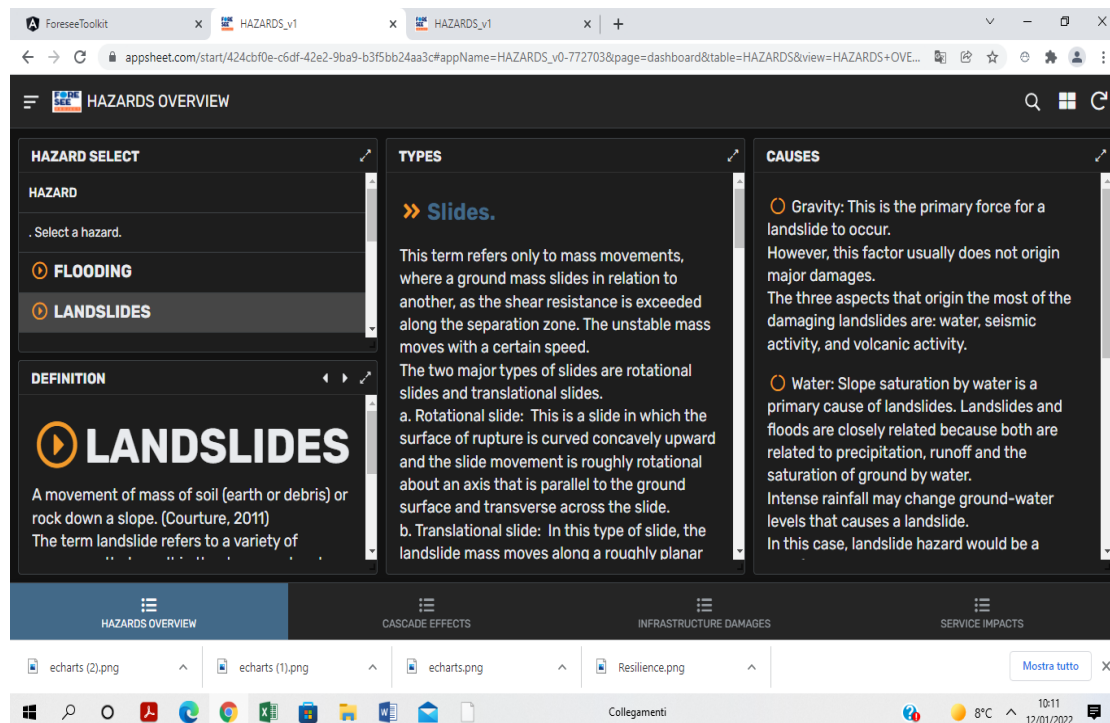 ForeseeToolkit
HAZARDS_v1
HAZARDS_v1
appsheet.com/start/424cbf0e-c6df-42e2-9ba9-b3f5bb24aa3c#appName=HAZARDS_v0-772703&page=dashboard&table=HAZARDS&view=HAZARDS+OVE...
FORE
SEE
HAZARDS OVERVIEW
HAZARD SELECT
HAZARD
. Select a hazard.
FLOODING
LANDSLIDES
DEFINITION
LANDSLIDES
A movement of mass of soil (earth or debris) or
rock down a slope. (Courture, 2011)
The term landslide refers to a variety of
TYPES
Slides.
This term refers only to mass movements,
where a ground mass slides in relation to
another, as the shear resistance is exceeded
along the separation zone. The unstable mass
moves with a certain speed.
The two major types of slides are rotational
slides and translational slides.
a. Rotational slide: This is a slide in which the
surface of rupture is curved concavely upward
and the slide movement is roughly rotational
about an axis that is parallel to the ground
surface and transverse across the slide.
b. Translational slide: In this type of slide, the
landslide mass moves along a roughly planar
CAUSES
Gravity: This is the primary force for a
landslide to occur.
However, this factor usually does not origin
major damages.
The three aspects that origin the most of the
damaging landslides are: water, seismic
activity, and volcanic activity.
Water: Slope saturation by water is a
primary cause of landslides. Landslides and
floods are closely related because both are
related to precipitation, runoff and the
saturation of ground by water.
Intense rainfall may change ground-water
levels that causes a landslide.
In this case, landslide hazard would be a
HAZARDS OVERVIEW
CASCADE EFFECTS
INFRASTRUCTURE DAMAGES
SERVICE IMPACTS
echarts (2).png
echarts (1).png
echarts.png
Resilience.png
Mostra tutto
Collegamenti
8°C
10:11
12/01/2022